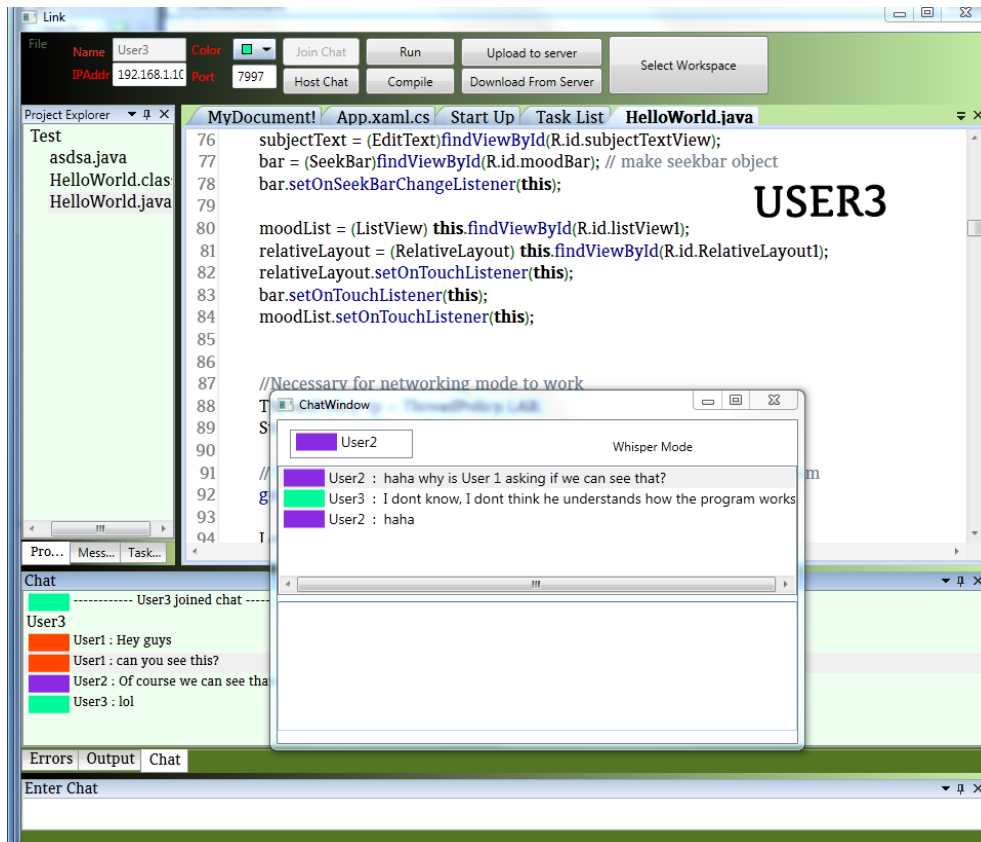 Link
File
Name User3 Color Join Chat Run Upload to server Select Workspace
IPAddr 192.168.1.10 Port 7997 Host Chat Compile Download From Server
Project Explorer
MyDocument! App.xaml.cs Start Up Task List HelloWorld.java
Test
asdsa.java
HelloWorld.clas
HelloWorld.java
76 subjectText = (EditText)findViewById(R.id.subjectTextView);
77 bar = (SeekBar)findViewById(R.id.moodBar); // make seekbar object
78 bar.setOnSeekBarChangeListener(this);
USER3
79
80 moodList = (ListView) this.findViewById(R.id.listView1);
81 relativeLayout = (RelativeLayout) this.findViewById(R.id.RelativeLayout1);
82 relativeLayout.setOnTouchListener(this);
83 bar.setOnTouchListener(this);
84 moodList.setOnTouchListener(this);
85
86
87 //Necessary for networking mode to work
88 T
89 S
90
91 // m
92 g
93
94
Pro... Mess... Task...
ChatWindow
User2
Whisper Mode
User2 : haha why is User 1 asking if we can see that?
User3 : I dont know, I dont think he understands how the program works
User2 : haha
Chat
------------ User3 joined chat -----
User3
User1 : Hey guys
User1 : can you see this?
User2 : Of course we can see tha
User3 : lol
Errors Output Chat
Enter Chat